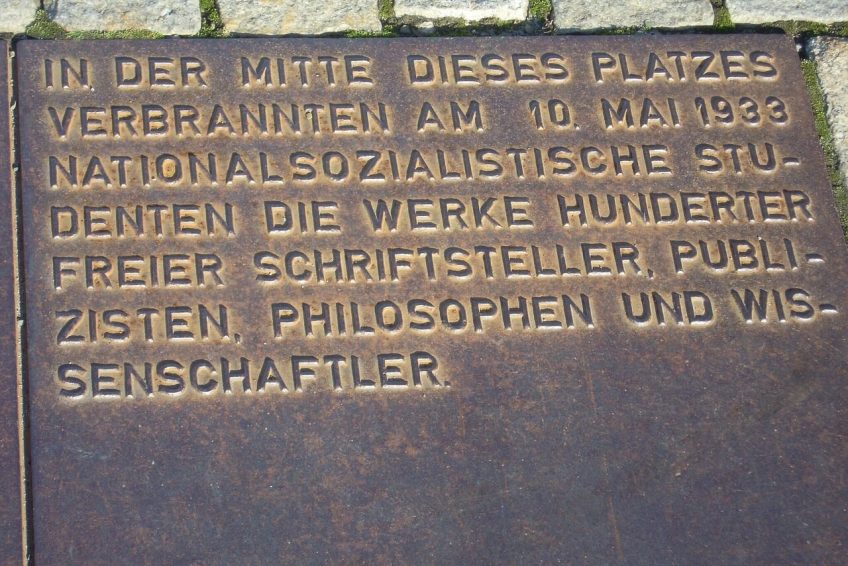 IN DER MITTE DIESES PLATZES
VERBRANNTEN AM 10. MAI 1933
NATIONALSOZIALISTISCHE STU-
DENTEN DIE WERKE HUNDERTER
FREIER SCHRIFTSTELLER, PUBLI-
ZISTEN, PHILOSOPHEN UND WIS-
SENSCHAFTLER.